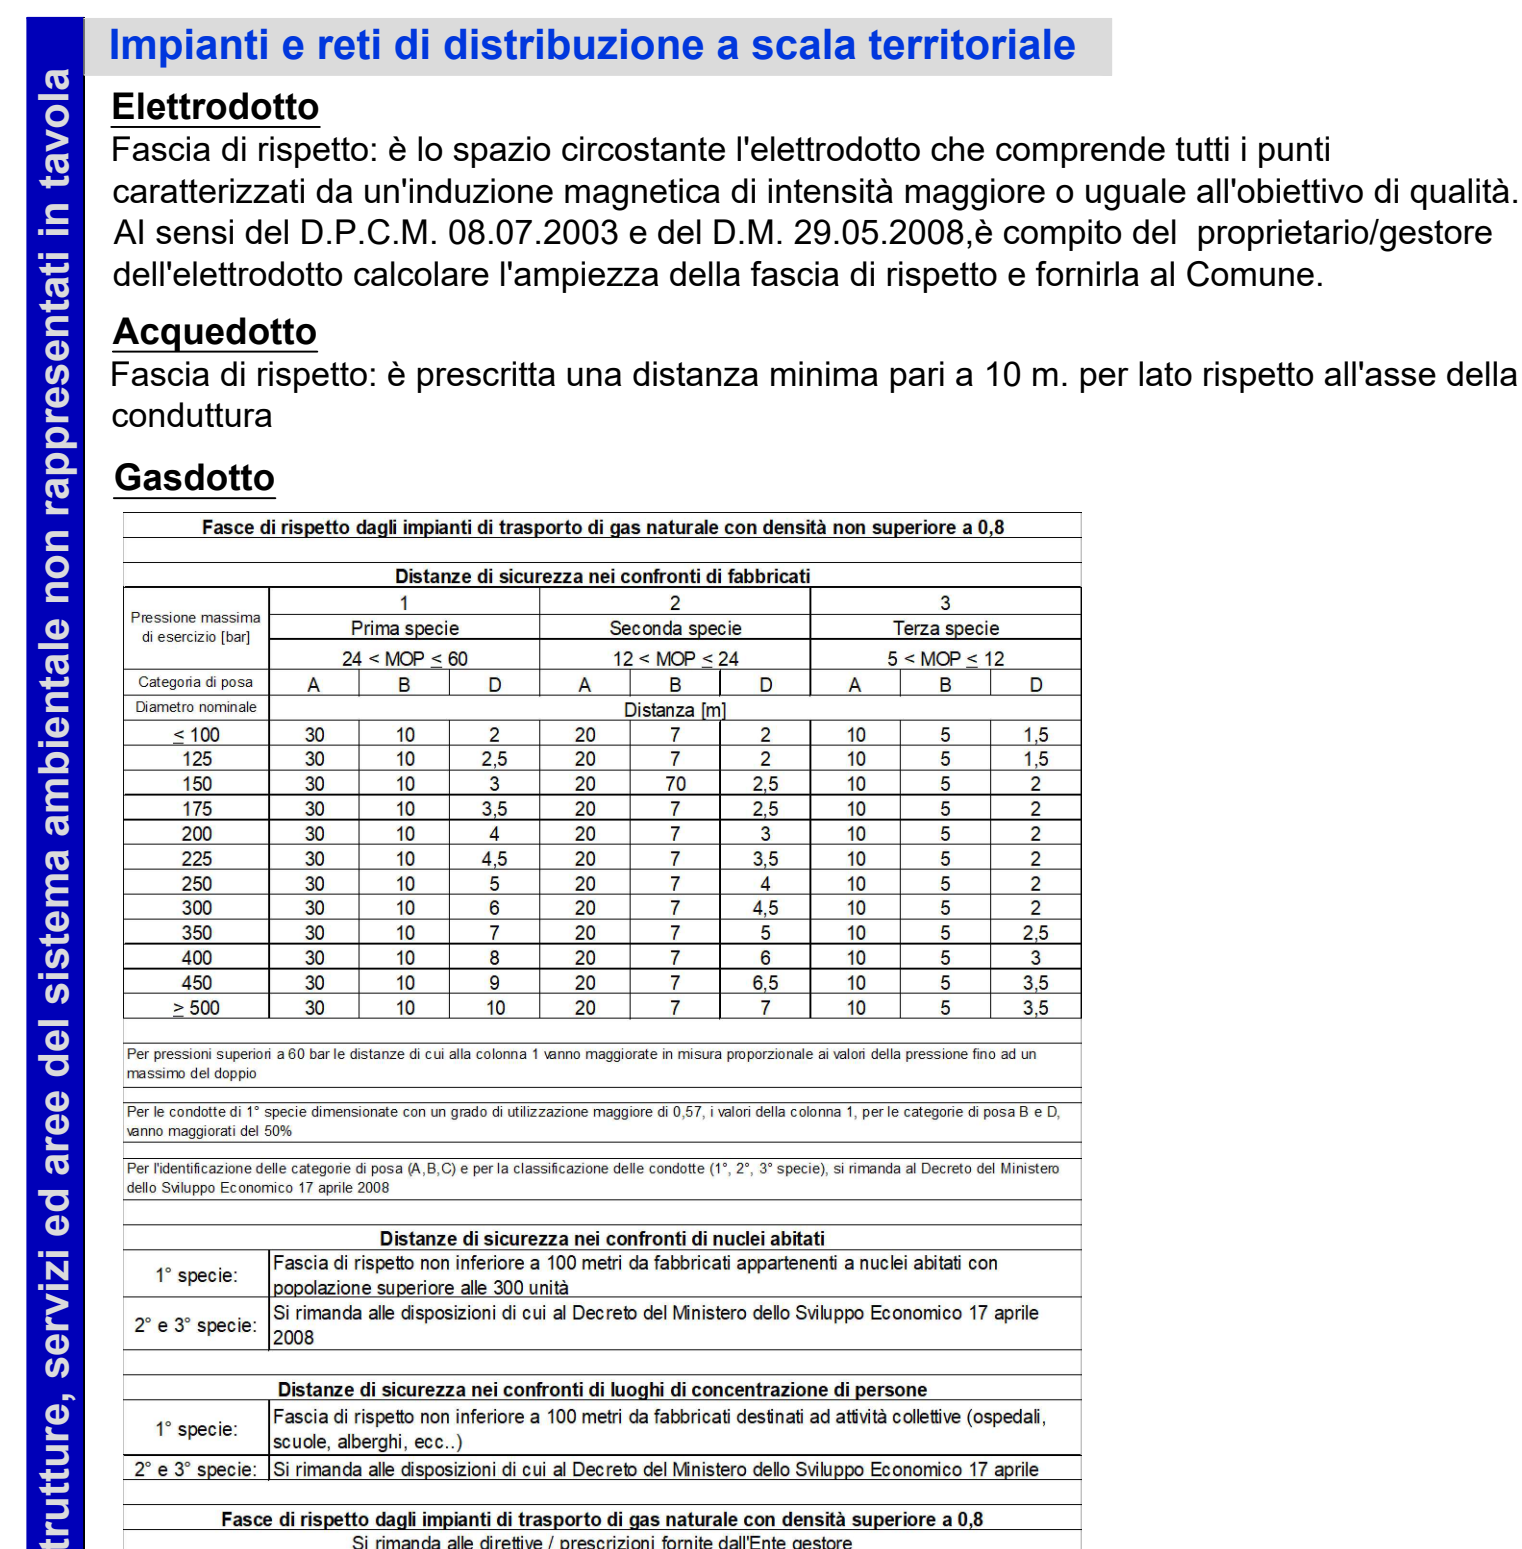 Impianti e reti di distribuzione a scala territoriale
trutture, servizi ed aree del sistema ambientale non rappresentati in tavola
Elettrodotto
Fascia di rispetto: è lo spazio circostante l'elettrodotto che comprende tutti i punti
caratterizzati da un'induzione magnetica di intensità maggiore o uguale all'obiettivo di qualità.
AI sensi del D.P.C.M. 08.07.2003 e del D.M. 29.05.2008,è compito del proprietario/gestore
dell'elettrodotto calcolare l'ampiezza della fascia di rispetto e fornirla al Comune.
Acquedotto
Fascia di rispetto: è prescritta una distanza minima pari a 10 m. per lato rispetto all'asse della
conduttura
Gasdotto
Fasce di rispetto dagli impianti di trasporto di gas naturale con densità non superiore a 0,8
Distanze di sicurezza nei confronti di fabbricati
Pressione massima
di esercizio [bar]
1 2 3
Prima specie Seconda specie Terza specie
24 < MOP ≤ 60 12 < MOP ≤ 24 5 < MOP ≤ 12
Categoria di posa A B D A B D A B D
Diametro nominale Distanza [m]
≤ 100 30 10 2 20 7 2 10 5 1,5
125 30 10 2,5 20 7 2 10 5 1,5
150 30 10 3 20 70 2,5 10 5 2
175 30 10 3,5 20 7 2,5 10 5 2
200 30 10 4 20 7 3 10 5 2
225 30 10 4,5 20 7 3,5 10 5 2
250 30 10 5 20 7 4 10 5 2
300 30 10 6 20 7 4,5 10 5 2
350 30 10 7 20 7 5 10 5 2,5
400 30 10 8 20 7 6 10 5 3
450 30 10 9 20 7 6,5 10 5 3,5
≥ 500 30 10 10 20 7 7 10 5 3,5
Per pressioni superiori a 60 bar le distanze di cui alla colonna 1 vanno maggiorate in misura proporzionale ai valori della pressione fino ad un
massimo del doppio
Per le condotte di 1° specie dimensionate con un grado di utilizzazione maggiore di 0,57, i valori della colonna 1, per le categorie di posa B e D,
vanno maggiorati del 50%
Per l'identificazione delle categorie di posa (A,B,C) e per la classificazione delle condotte (1°, 2°, 3° specie), si rimanda al Decreto del Ministero
dello Sviluppo Economico 17 aprile 2008
Distanze di sicurezza nei confronti di nuclei abitati
1° specie:
Fascia di rispetto non inferiore a 100 metri da fabbricati appartenenti a nuclei abitati con
popolazione superiore alle 300 unità
2° e 3° specie:
Si rimanda alle disposizioni di cui al Decreto del Ministero dello Sviluppo Economico 17 aprile
2008
Distanze di sicurezza nei confronti di luoghi di concentrazione di persone
1° specie:
Fascia di rispetto non inferiore a 100 metri da fabbricati destinati ad attività collettive (ospedali,
scuole, alberghi, ecc..)
2° e 3° specie: Si rimanda alle disposizioni di cui al Decreto del Ministero dello Sviluppo Economico 17 aprile
Fasce di rispetto dagli impianti di trasporto di gas naturale con densità superiore a 0,8
Si rimanda alle direttive / prescrizioni fornite dall'Ente gestore